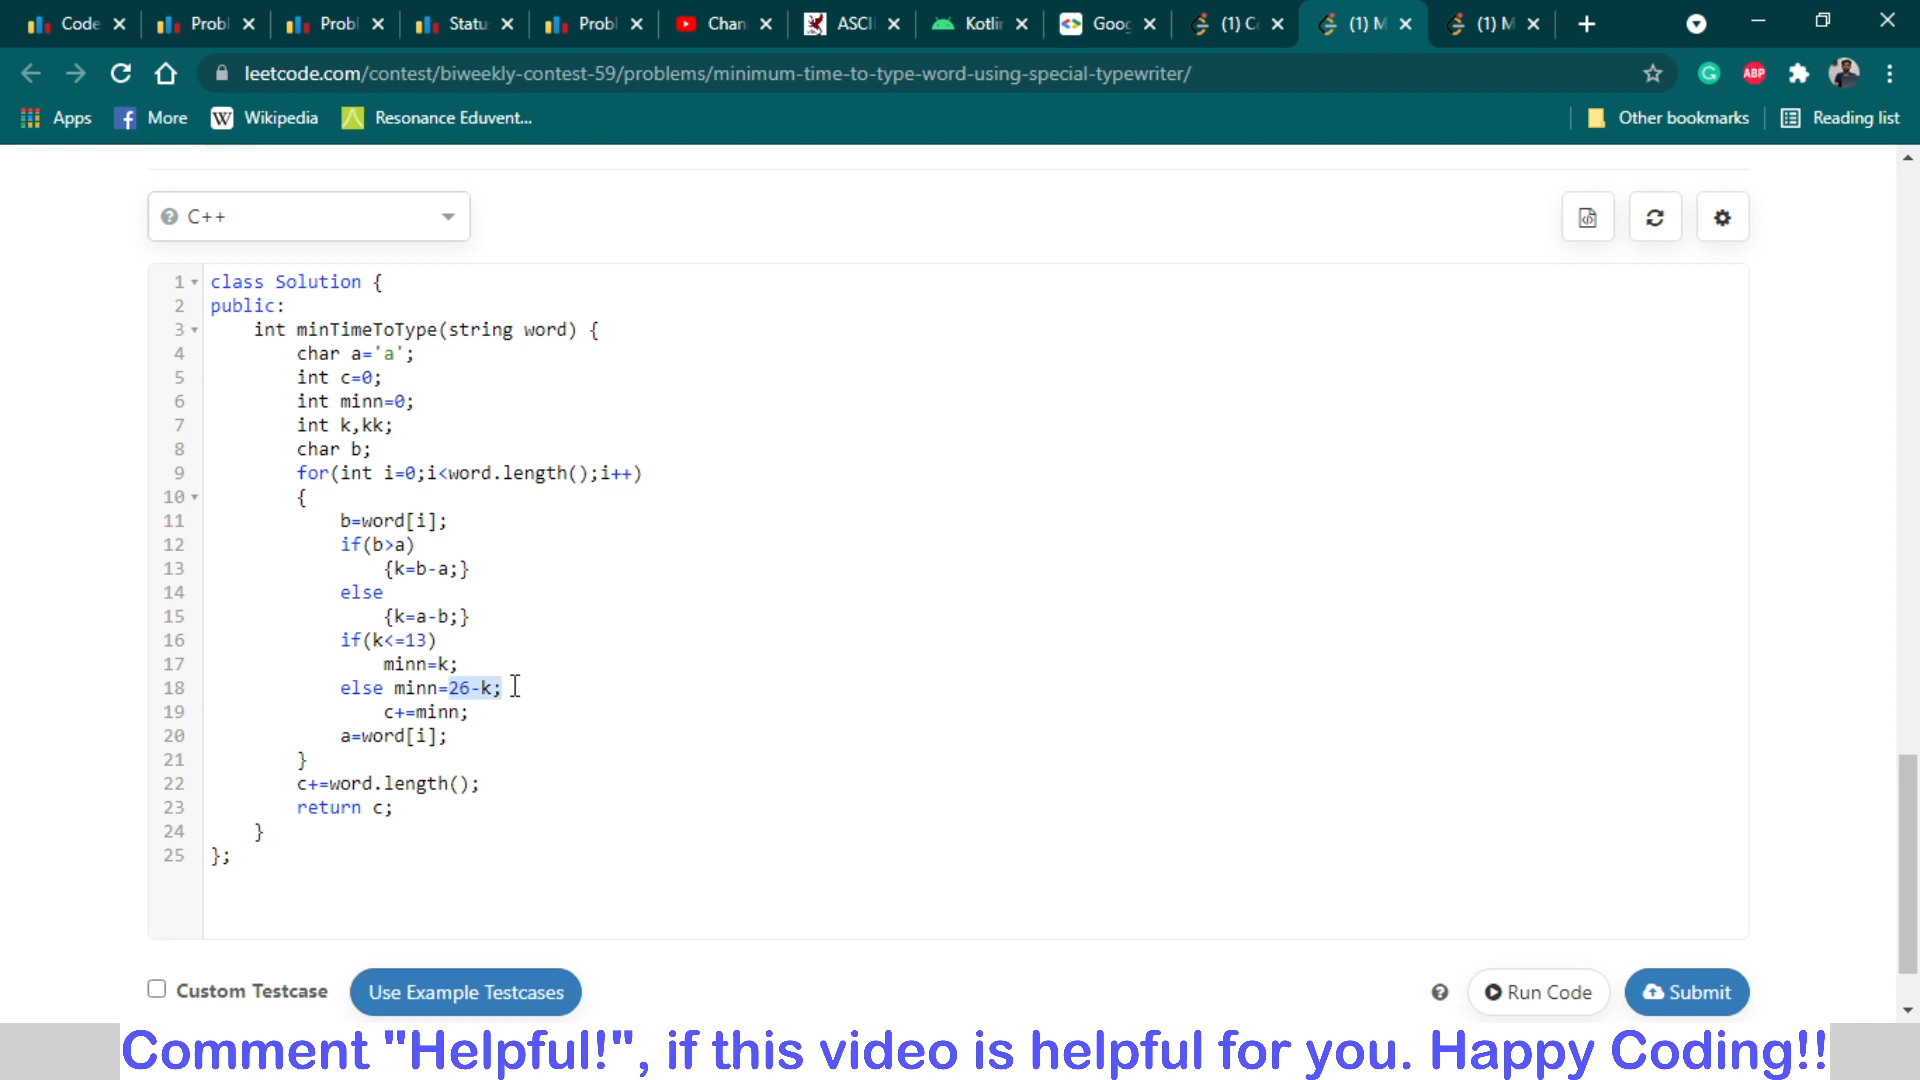 Code Probl Probl Statu Probl Chan ASCII Kotlin Goog (1) C (1) M (1) M
leetcode.com/contest/biweekly-contest-59/problems/minimum-time-to-type-word-using-special-typewriter/
Apps More Wikipedia Resonance Eduvent... Other bookmarks Reading list
C++
1 class Solution {
2 public:
3 int minTimeToType(string word) {
4 char a='a';
5 int c=0;
6 int minn=0;
7 int k,kk;
8 char b;
9 for(int i=0;i<word.length();i++)
10 {
11 b=word[i];
12 if(b>a)
13 {k=b-a;}
14 else
15 {k=a-b;}
16 if(k<=13)
17 minn=k;
18 else minn=26-k;
19 c+=minn;
20 a=word[i];
21 }
22 c+=word.length();
23 return c;
24 }
25 };
Custom Testcase Use Example Testcases Run Code Submit
Comment "Helpful!", if this video is helpful for you. Happy Coding!!